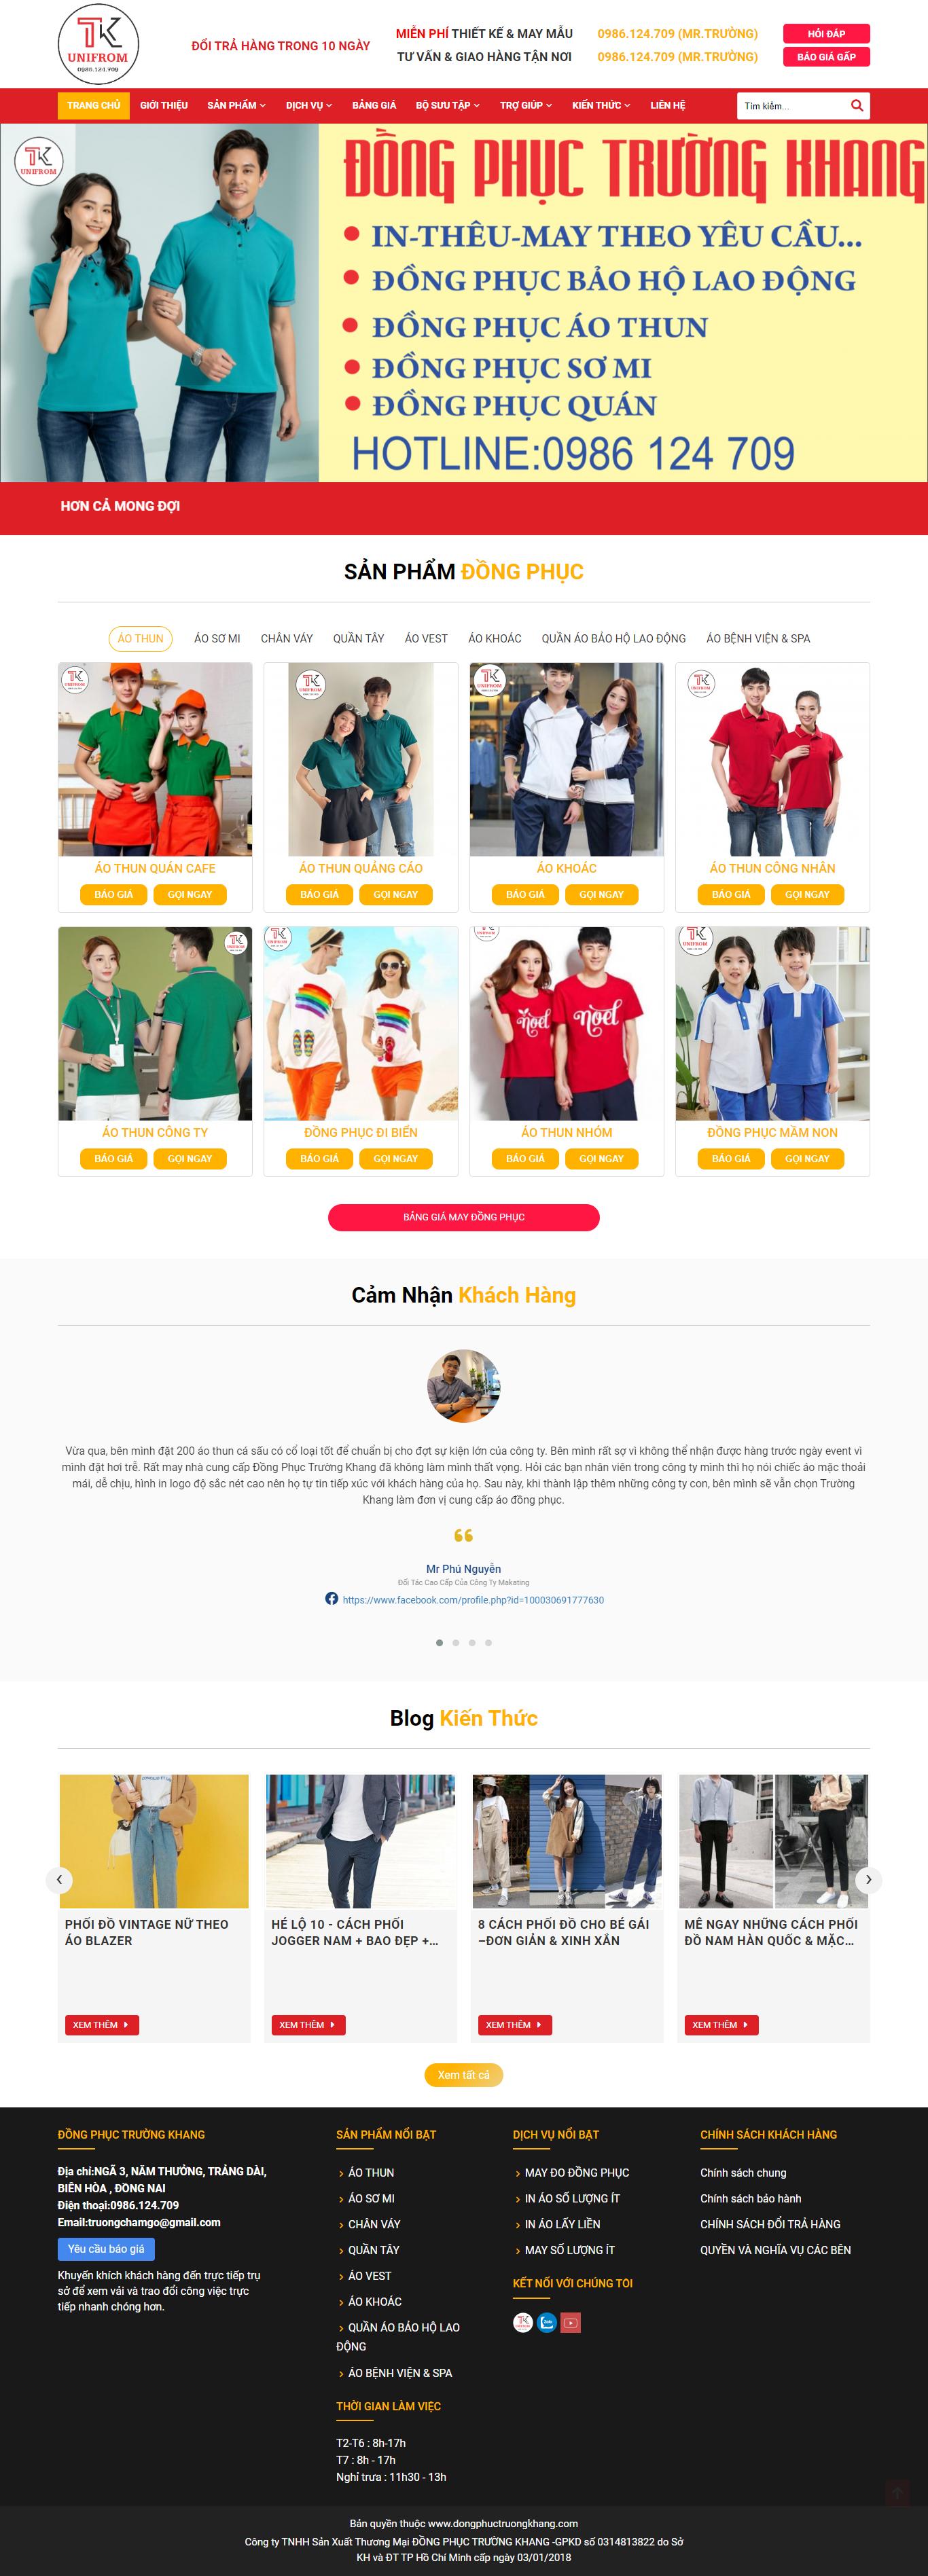 TK
UNIFROM
0986.124.709
ĐỔI TRẢ HÀNG TRONG 10 NGÀY
MIỄN PHÍ THIẾT KẾ & MAY MẪU
TƯ VẤN & GIAO HÀNG TẬN NƠI
0986.124.709 (MR.TRƯỜNG)
0986.124.709 (MR.TRƯỜNG)
HỎI ĐÁP
BÁO GIÁ GẤP
TRANG CHỦ
GIỚI THIỆU
SẢN PHẨM
DỊCH VỤ
BẢNG GIÁ
BỘ SƯU TẬP
TRỢ GIÚP
KIẾN THỨC
LIÊN HỆ
Tìm kiếm...
TK
UNIFROM
ĐỒNG PHỤC TRƯỜNG KHANG
IN-THÊU-MAY THEO YÊU CẦU...
ĐỒNG PHỤC BẢO HỘ LAO ĐỘNG
ĐỒNG PHỤC ÁO THUN
ĐỒNG PHỤC SƠ MI
ĐỒNG PHỤC QUÁN
HOTLINE:0986 124 709
HƠN CẢ MONG ĐỢI
SẢN PHẨM ĐỒNG PHỤC
ÁO THUN
ÁO SƠ MI
CHÂN VÁY
QUẦN TÂY
ÁO VEST
ÁO KHOÁC
QUẦN ÁO BẢO HỘ LAO ĐỘNG
ÁO BỆNH VIỆN & SPA
ÁO THUN QUÁN CAFE
BÁO GIÁ
GỌI NGAY
ÁO THUN QUẢNG CÁO
BÁO GIÁ
GỌI NGAY
ÁO KHOÁC
BÁO GIÁ
GỌI NGAY
ÁO THUN CÔNG NHÂN
BÁO GIÁ
GỌI NGAY
noel
noel
ÁO THUN CÔNG TY
BÁO GIÁ
GỌI NGAY
ĐỒNG PHỤC ĐI BIỂN
BÁO GIÁ
GỌI NGAY
ÁO THUN NHÓM
BÁO GIÁ
GỌI NGAY
ĐỒNG PHỤC MẦM NON
BÁO GIÁ
GỌI NGAY
BẢNG GIÁ MAY ĐỒNG PHỤC
Cảm Nhận Khách Hàng
Vừa qua, bên mình đặt 200 áo thun cá sấu có cổ loại tốt để chuẩn bị cho đợt sự kiện lớn của công ty. Bên mình rất sợ vì không thể nhận được hàng trước ngày event vì
mình đặt hơi trễ. Rất may nhà cung cấp Đồng Phục Trường Khang đã không làm mình thất vọng. Hỏi các bạn nhân viên trong công ty mình thì họ nói chiếc áo mặc thoải
mái, dễ chịu, hình in logo độ sắc nét cao nên họ tự tin tiếp xúc với khách hàng của họ. Sau này, khi thành lập thêm những công ty con, bên mình sẽ vẫn chọn Trường
Khang làm đơn vị cung cấp áo đồng phục.
Mr Phú Nguyễn
Đối Tác Cao Cấp Của Công Ty Makating
https://www.facebook.com/profile.php?id=100030691777630
Blog Kiến Thức
PHỐI ĐỒ VINTAGE NỮ THEO
ÁO BLAZER
XEM THÊM
HÉ LỘ 10 - CÁCH PHỐI
JOGGER NAM + BAO ĐẸP +...
XEM THÊM
8 CÁCH PHỐI ĐỒ CHO BÉ GÁI
–ĐƠN GIẢN & XINH XẮN
XEM THÊM
MÊ NGAY NHỮNG CÁCH PHỐI
ĐỒ NAM HÀN QUỐC & MẶC...
XEM THÊM
Xem tất cả
ĐỒNG PHỤC TRƯỜNG KHANG
Địa chỉ:NGÃ 3, NĂM THƯỞNG, TRẢNG DÀI,
BIÊN HÒA , ĐỒNG NAI
Điện thoại:0986.124.709
Email:truongchamgo@gmail.com
Yêu cầu báo giá
Khuyến khích khách hàng đến trực tiếp trụ
sở để xem vải và trao đổi công việc trực
tiếp nhanh chóng hơn.
SẢN PHẨM NỔI BẬT
ÁO THUN
ÁO SƠ MI
CHÂN VÁY
QUẦN TÂY
ÁO VEST
ÁO KHOÁC
QUẦN ÁO BẢO HỘ LAO
ĐỘNG
ÁO BỆNH VIỆN & SPA
THỜI GIAN LÀM VIỆC
T2-T6 : 8h-17h
T7 : 8h - 17h
Nghỉ trưa : 11h30 - 13h
DỊCH VỤ NỔI BẬT
MAY ĐO ĐỒNG PHỤC
IN ÁO SỐ LƯỢNG ÍT
IN ÁO LẤY LIỀN
MAY SỐ LƯỢNG ÍT
KẾT NỐI VỚI CHÚNG TÔI
CHÍNH SÁCH KHÁCH HÀNG
Chính sách chung
Chính sách bảo hành
CHÍNH SÁCH ĐỔI TRẢ HÀNG
QUYỀN VÀ NGHĨA VỤ CÁC BÊN
Bản quyền thuộc www.dongphuctruongkhang.com
Công ty TNHH Sản Xuất Thương Mại ĐỒNG PHỤC TRƯỜNG KHANG -GPKD số 0314813822 do Sở
KH và ĐT TP Hồ Chí Minh cấp ngày 03/01/2018